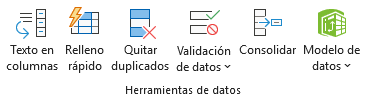 Texto en columnas
Relleno rápido
Quitar duplicados
Validación de datos
Consolidar
Modelo de datos
Herramientas de datos